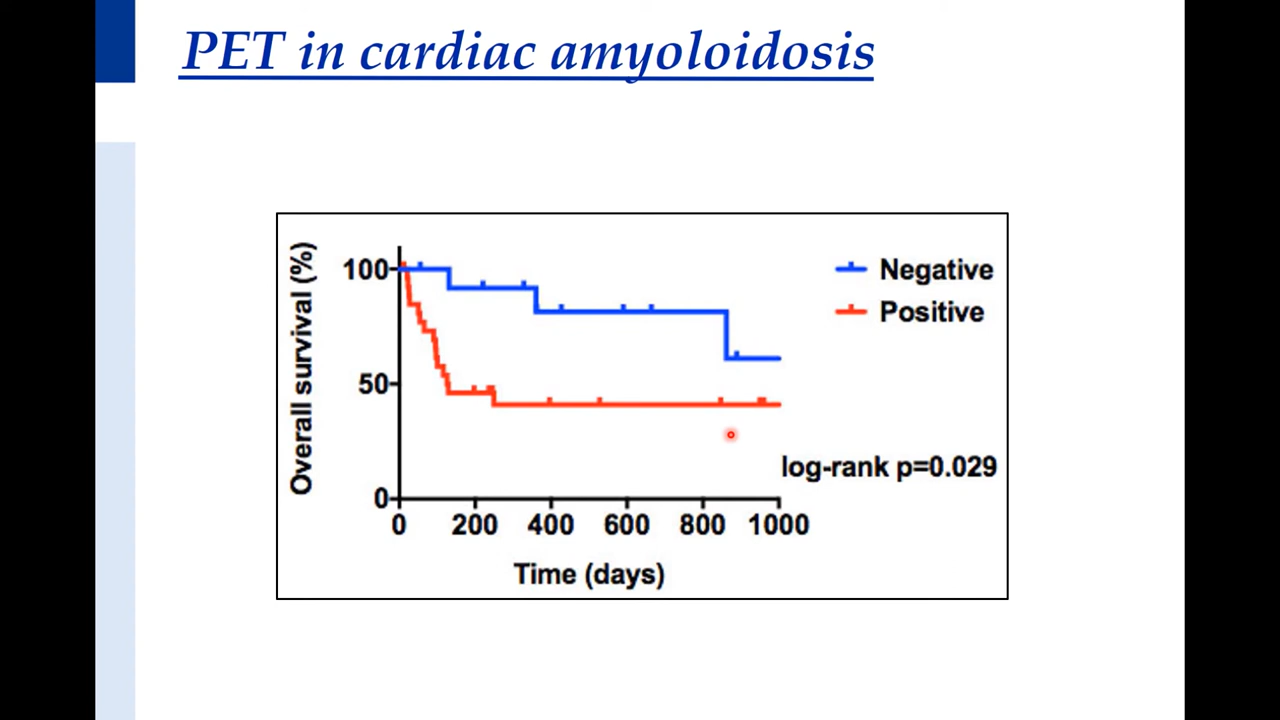 PET in cardiac amyoloidosis
Overall survival (%)
100
50
0
0 200 400 600 800 1000
Time (days)
Negative
Positive
log-rank p=0.029